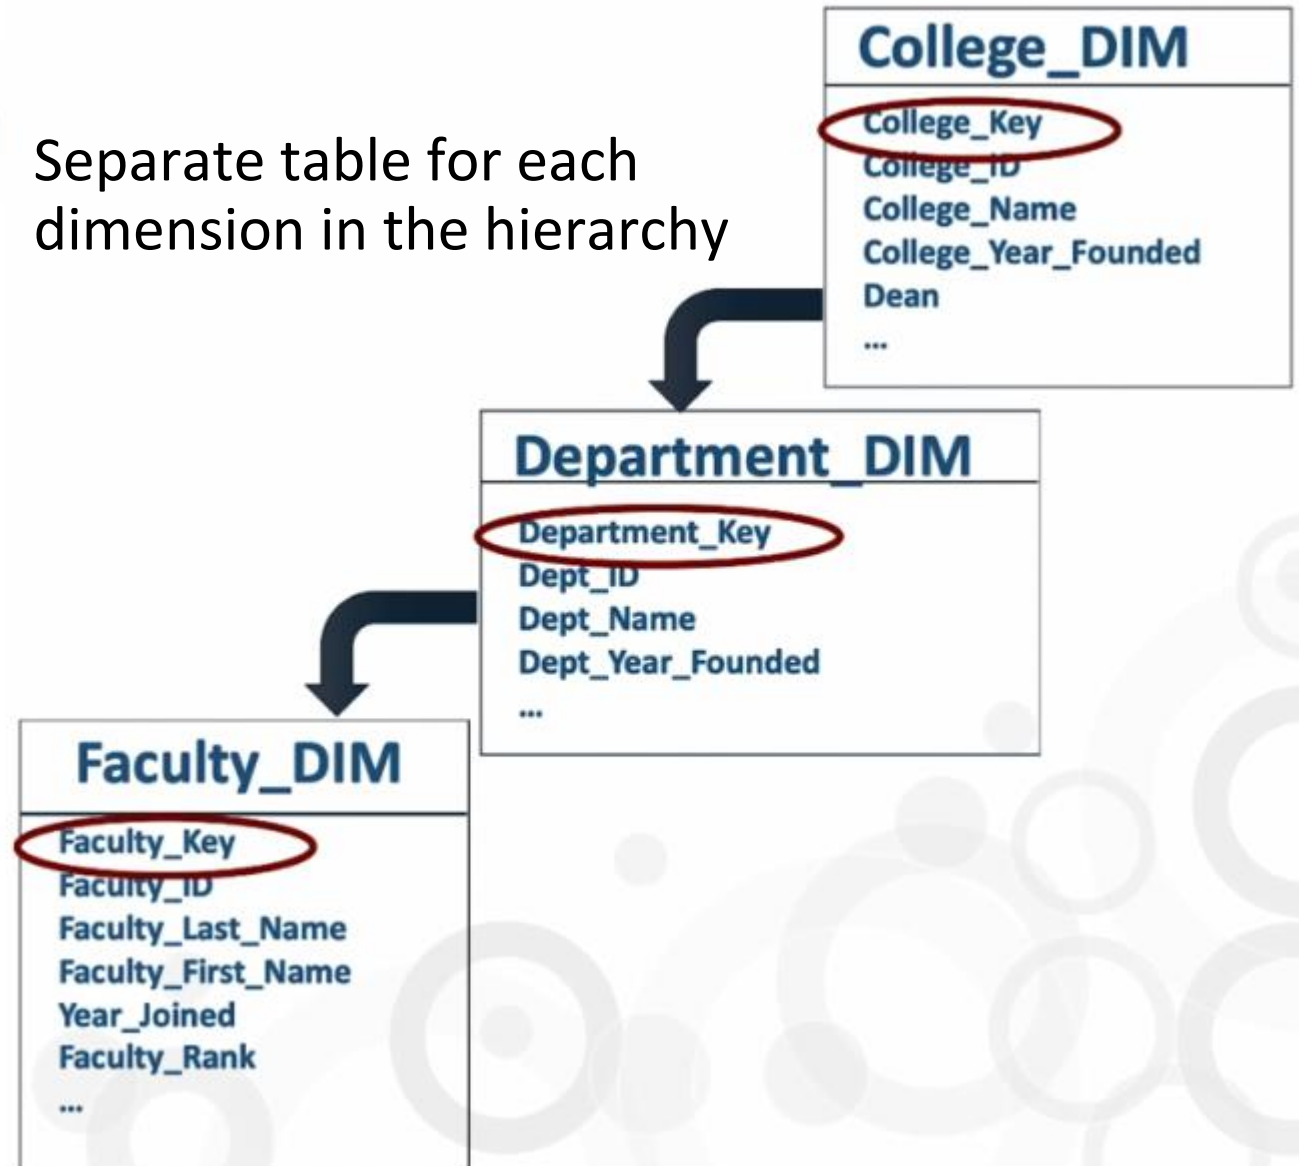 College_DIM
College_Key
College_ID
College_Name
College_Year_Founded
Dean
...
Separate table for each
dimension in the hierarchy
Department_DIM
Department_Key
Dept_ID
Dept_Name
Dept_Year_Founded
...
Faculty_DIM
Faculty_Key
Faculty_ID
Faculty_Last_Name
Faculty_First_Name
Year_Joined
Faculty_Rank
...